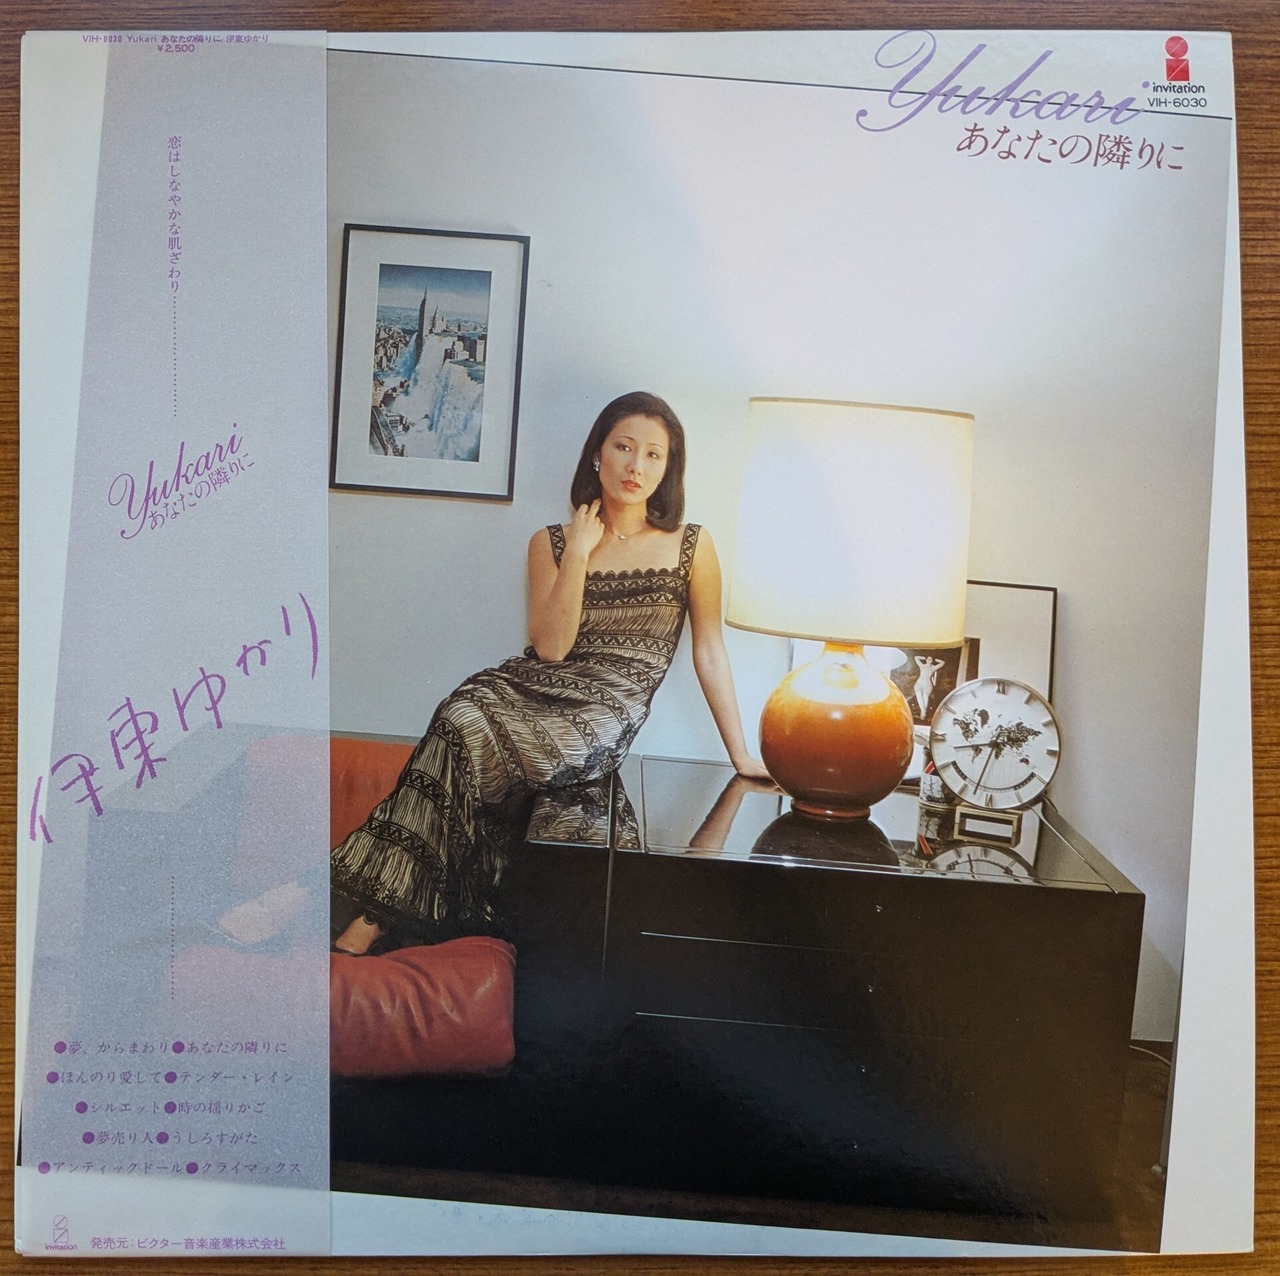 VIH-6030 Yukari あなたの隣りに 伊東ゆかり
¥2,500
恋はしなやかな肌ざわり…………………
Yukari
あなたの隣りに
伊東ゆかり
●夢、からまわり●あなたの隣りに
●ほんのり愛して●テンダー・レイン
●シルエット●時の揺りかご
●夢売り人●うしろすがた
●アンティックドール●クライマックス
invitation
発売元:ビクター音楽産業株式会社
Yukari
あなたの隣りに
invitation
VIH-6030